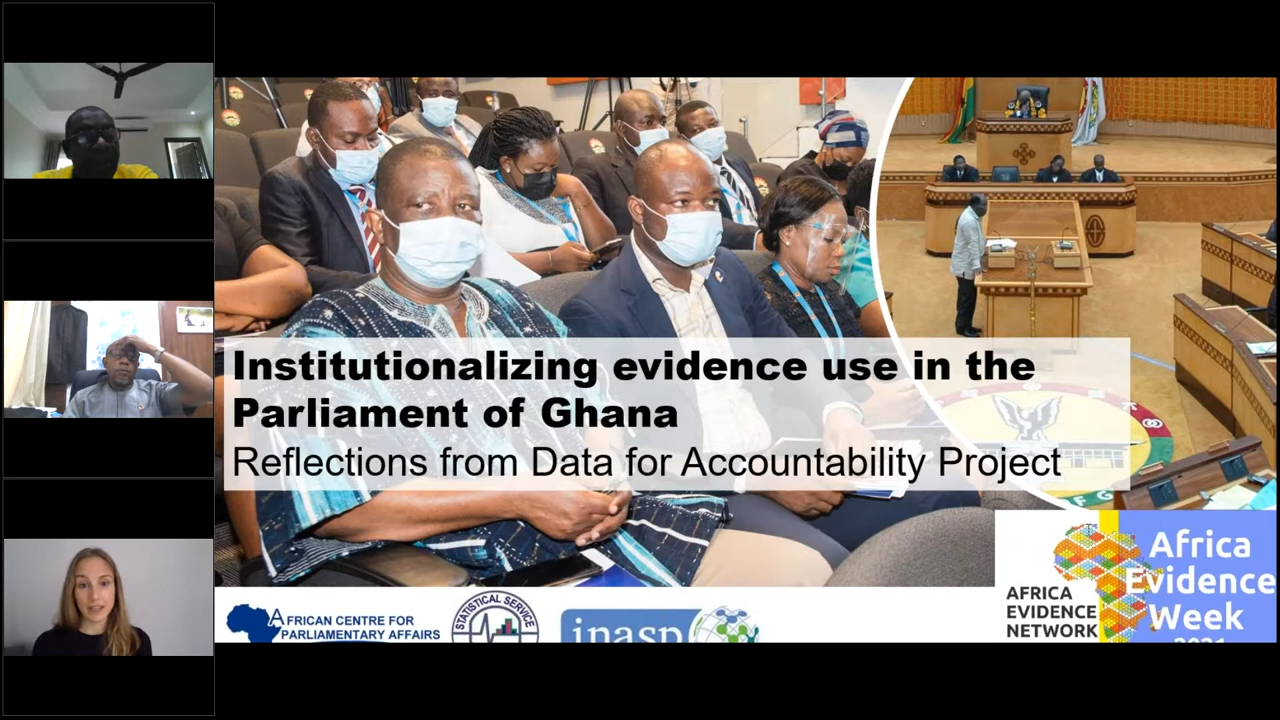 Institutionalizing evidence use in the
Parliament of Ghana
Reflections from Data for Accountability Project
AFRICAN CENTRE FOR
PARLIAMENTARY AFFAIRS
STATISTICAL SERVICE
inasp
AFRICA
EVIDENCE
NETWORK
Africa
Evidence
Week
2021